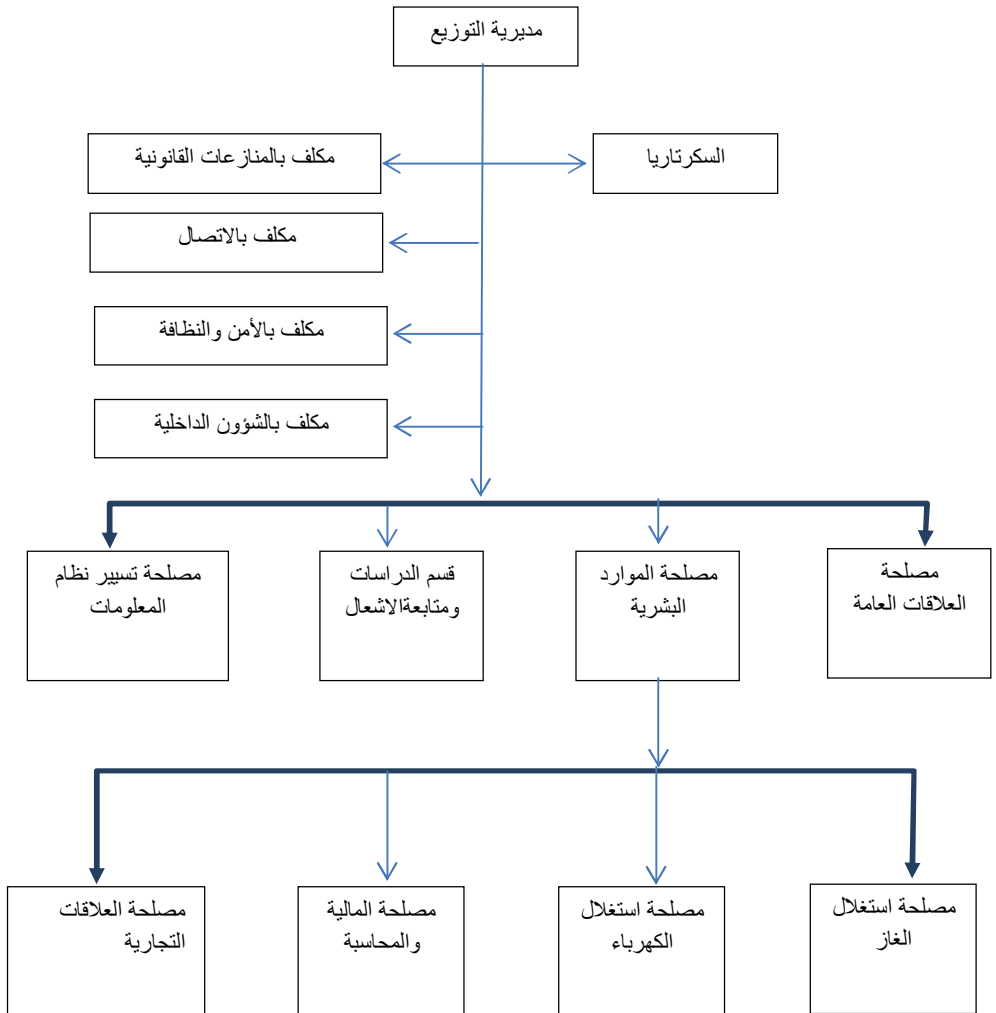 مديرية التوزيع
السكرتاريا
مكلف بالمنازعات القانونية
مكلف بالاتصال
مكلف بالأمن والنظافة
مكلف بالشؤون الداخلية
مصلحة
العلاقات العامة
مصلحة الموارد
البشرية
قسم الدراسات
ومتابعةالاشعال
مصلحة تسيير نظام
المعلومات
مصلحة استغلال
الغاز
مصلحة استغلال
الكهرباء
مصلحة المالية
والمحاسبة
مصلحة العلاقات
التجارية